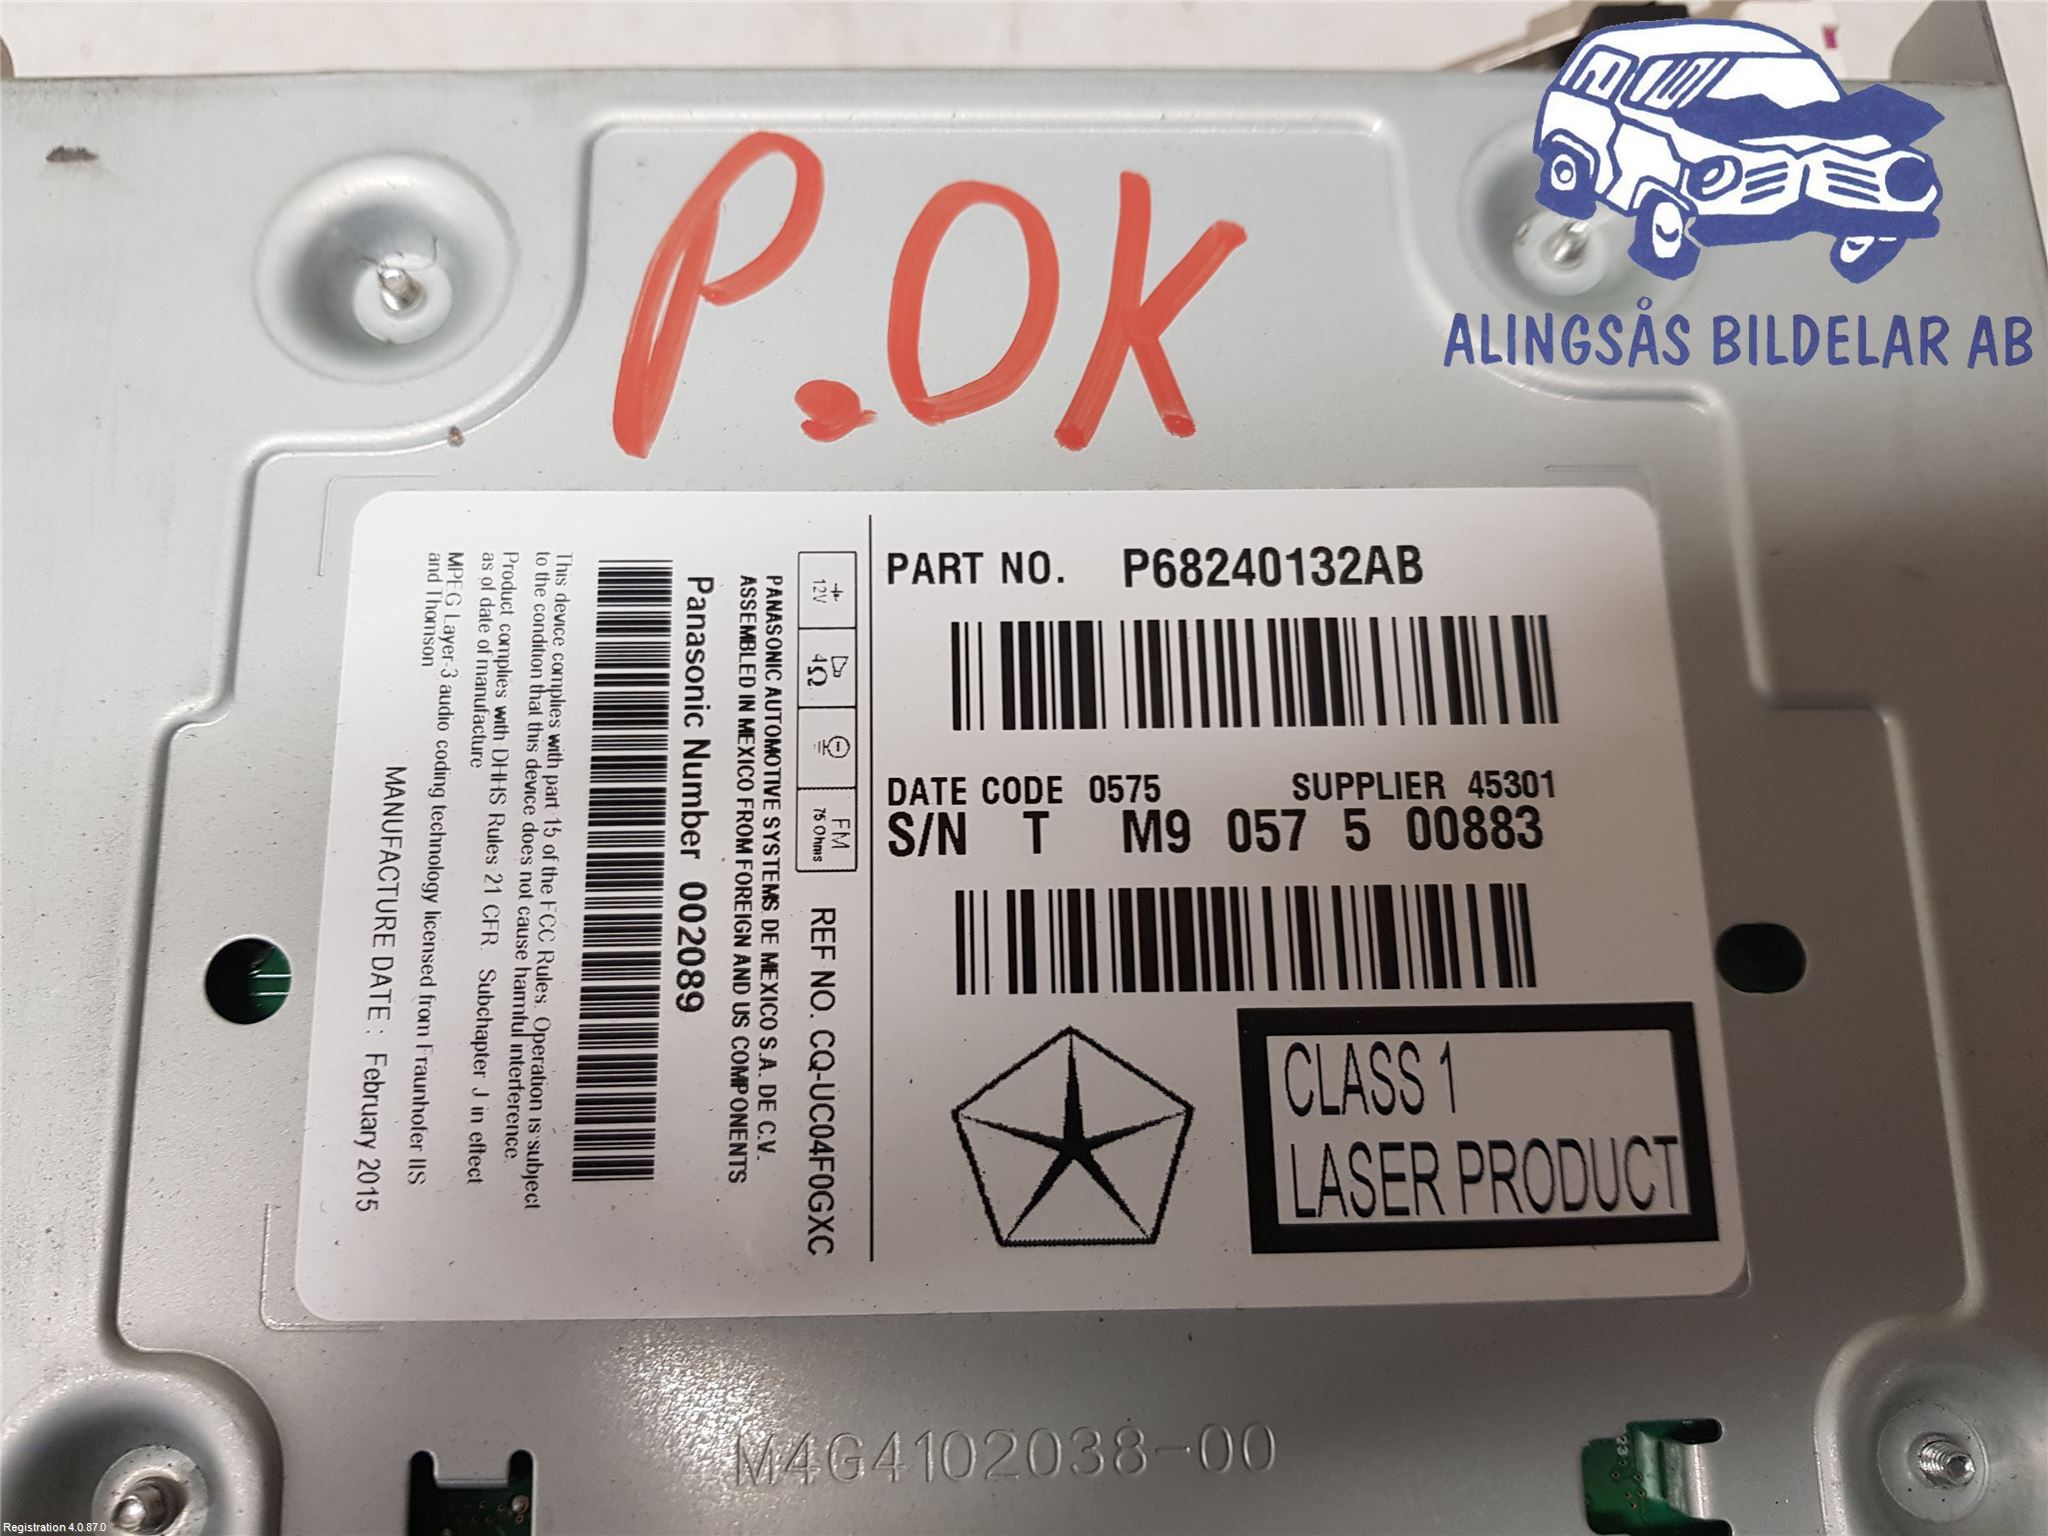 P.OK
ALINGSÅS BILDELAR AB
PART NO. P68240132AB
DATE CODE 0575 SUPPLIER 45301
S/N T M9 057 5 00883
CLASS 1
LASER PRODUCT
12V
4Ω
FM
75 Ohms
REF NO. CQ-UC04F0GXC
PANASONIC AUTOMOTIVE SYSTEMS DE MEXICO S.A. DE C.V.
ASSEMBLED IN MEXICO FROM FOREIGN AND US COMPONENTS
Panasonic Number 002089
This device complies with part 15 of the FCC Rules. Operation is subject
to the condition that this device does not cause harmful interference.
Product complies with DHHS Rules 21 CFR. Subchapter J in effect
as of date of manufacture
MPEG Layer-3 audio coding technology licensed from Fraunhofer IIS
and Thomson
MANUFACTURE DATE : February 2015
M4G4102038-00
Registration 4.0.87.0